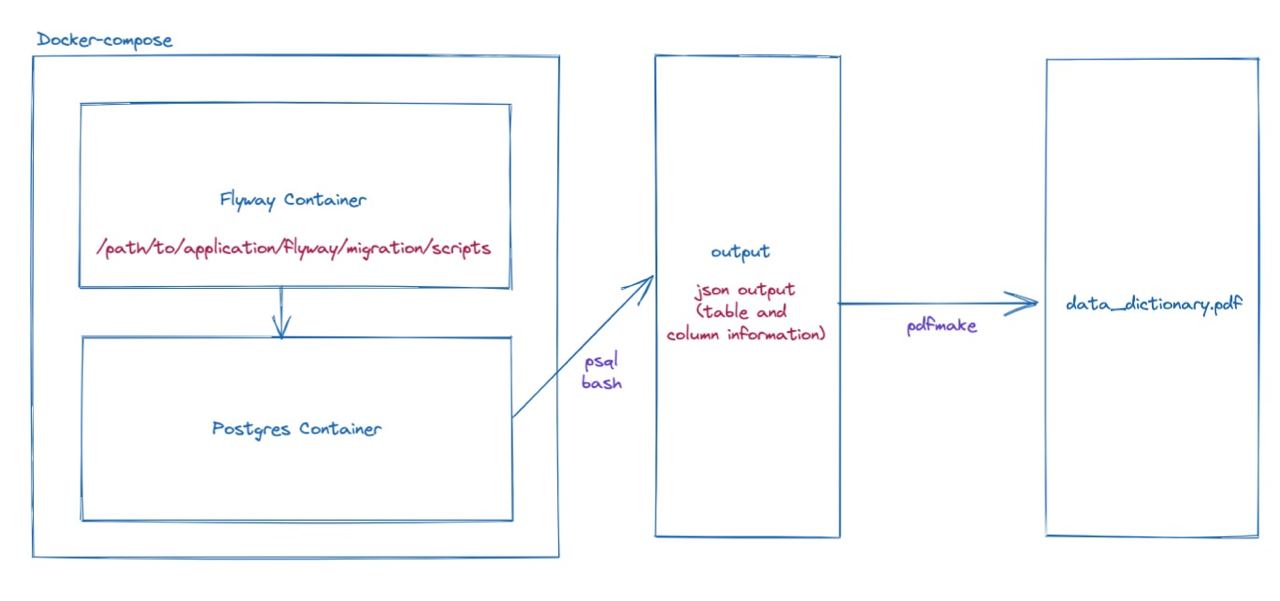 Docker-compose
Flyway Container
/path/to/application/flyway/migration/scripts
Postgres Container
psql
bash
output
json output
(table and
column information)
pdfmake
data_dictionary.pdf